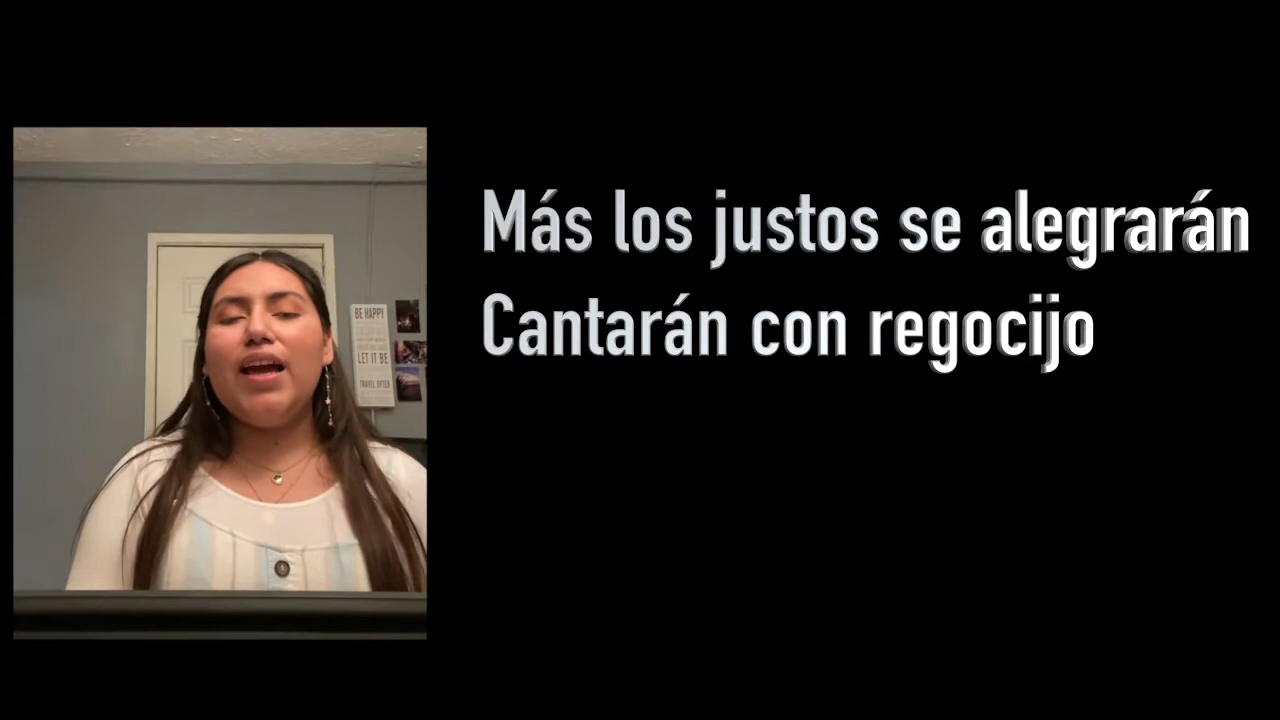 Más los justos se alegrarán
Cantarán con regocijo
BE HAPPY
LET IT BE
TRAVEL OFTEN